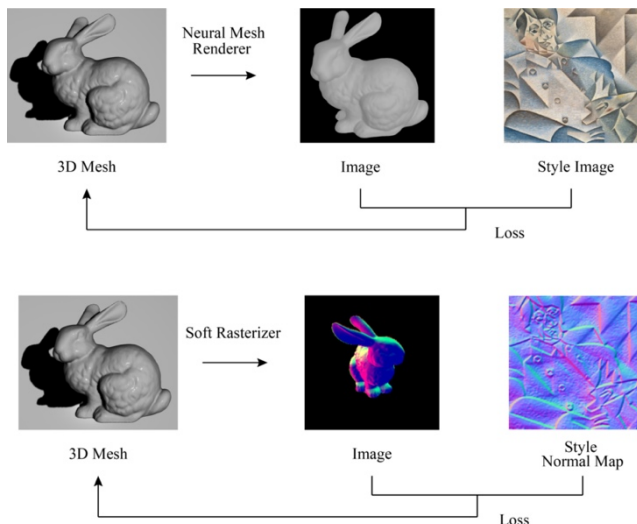 Neural Mesh
Renderer
3D Mesh
Image
Style Image
Loss
Soft Rasterizer
3D Mesh
Image
Style
Normal Map
Loss